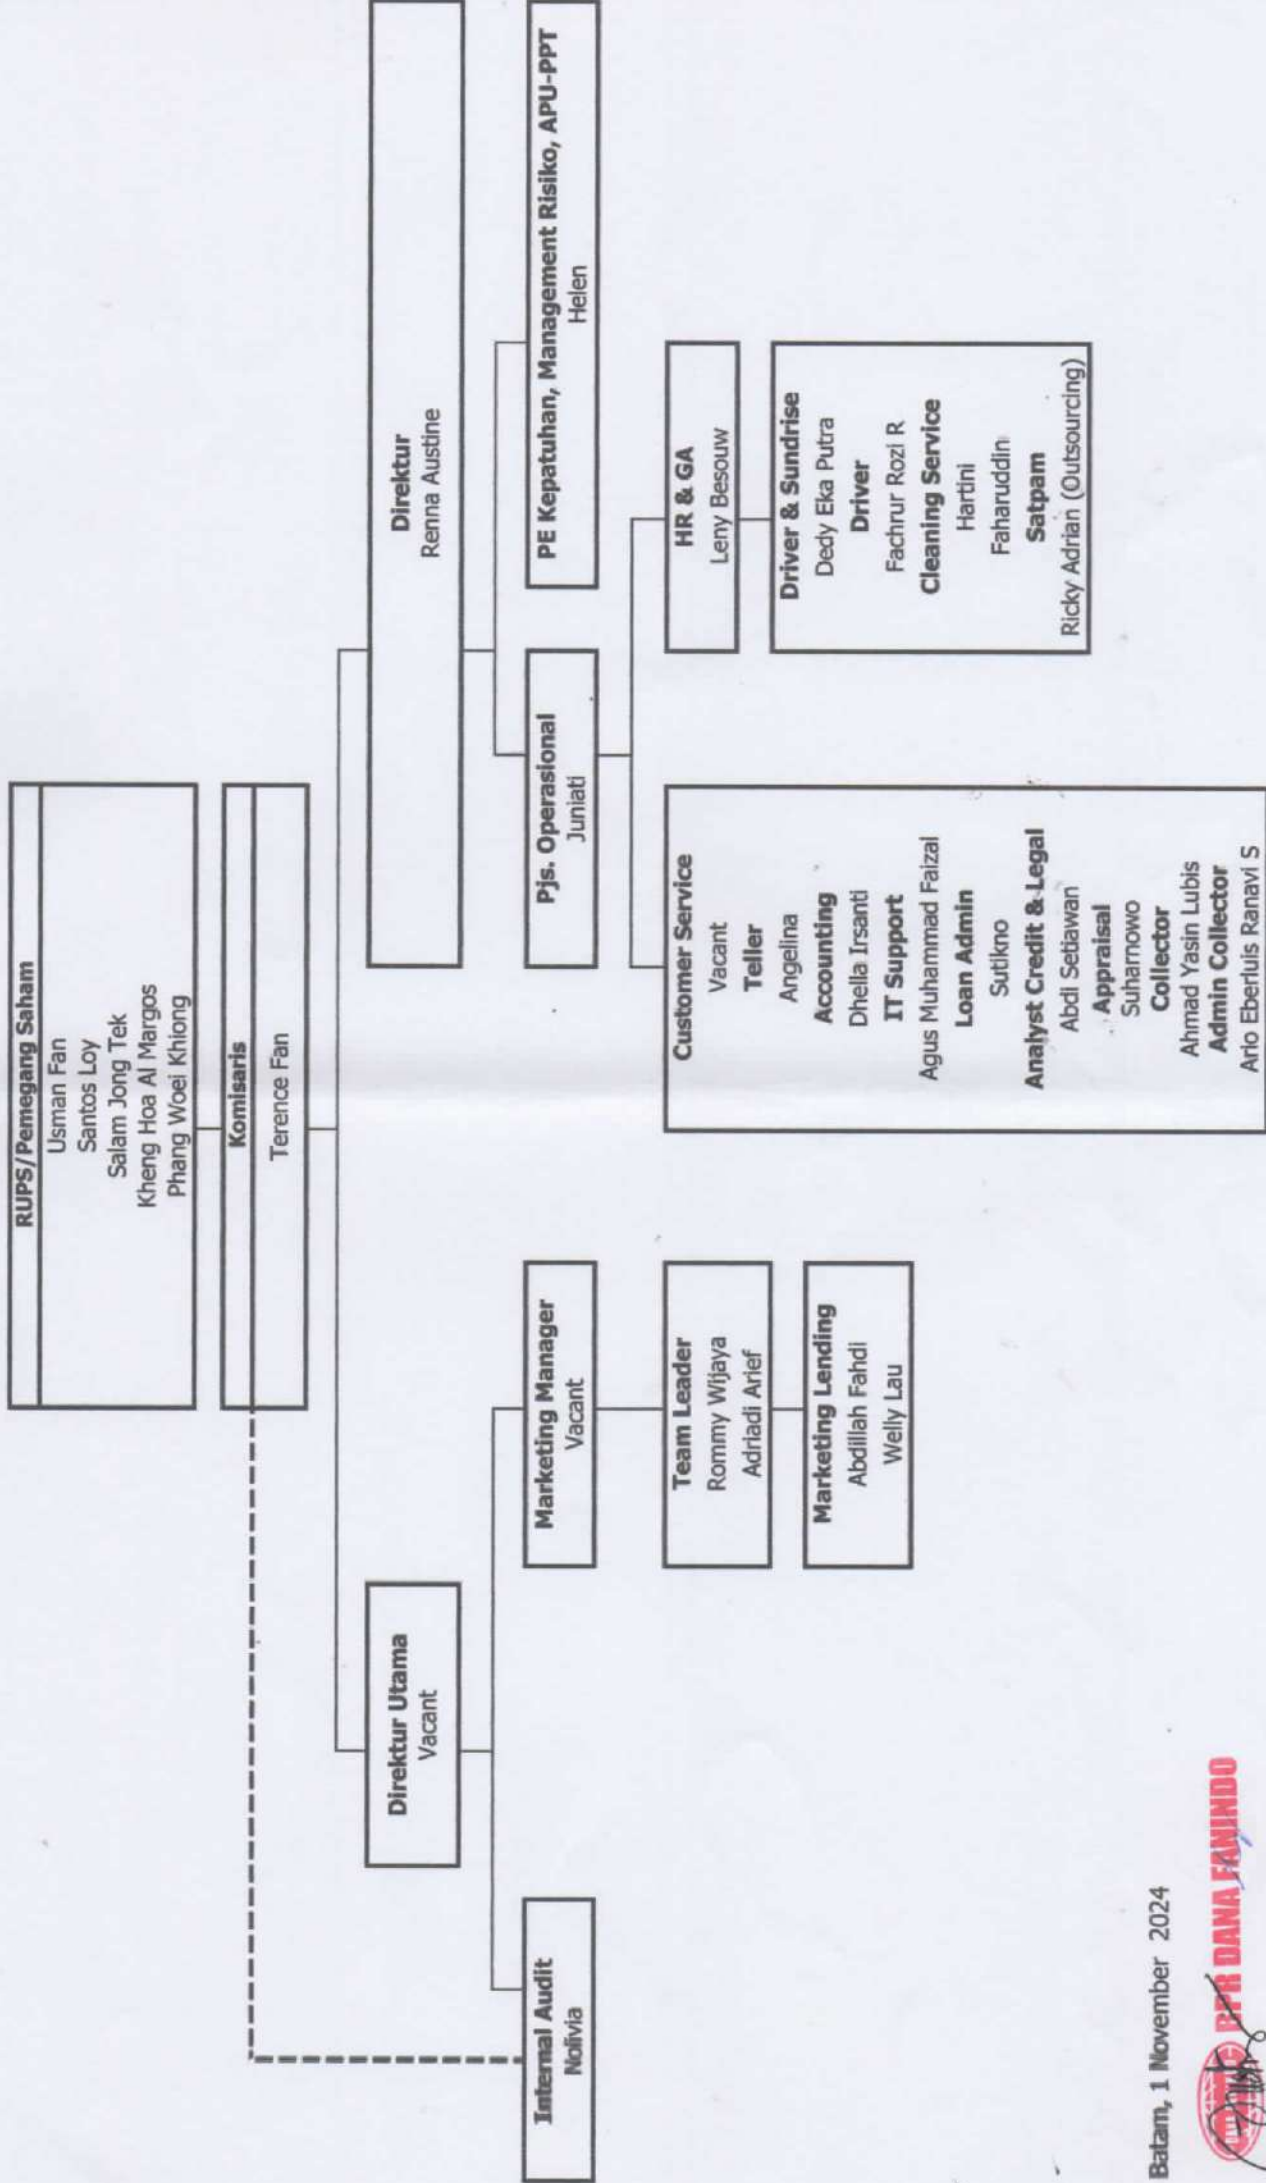 RUPS/Pemegang Saham
Usman Fan
Santos Loy
Salam Jong Tek
Kheng Hoa Al Margos
Phang Woei Khiong
Komisaris
Terence Fan
Direktur Utama
Vacant
Direktur
Renna Austine
Internal Audit
Nolivia
Marketing Manager
Vacant
Pjs. Operasional
Juniati
PE Kepatuhan, Management Risiko, APU-PPT
Helen
Team Leader
Rommy Wijaya
Adriadi Arief
Marketing Lending
Abdillah Fahdi
Welly Lau
Customer Service
Vacant
Teller
Angelina
Accounting
Dhella Irsanti
IT Support
Agus Muhammad Faizal
Loan Admin
Sutikno
Analyst Credit & Legal
Abdi Setiawan
Appraisal
Suharnowo
Collector
Ahmad Yasin Lubis
Admin Collector
Arlo Eberluis Ranavi S
HR & GA
Leny Besouw
Driver & Sundrise
Dedy Eka Putra
Driver
Fachrur Rozi R
Cleaning Service
Hartini
Faharuddin
Satpam
Ricky Adrian (Outsourcing)
Batam, 1 November 2024
BPR DANA FANINDO